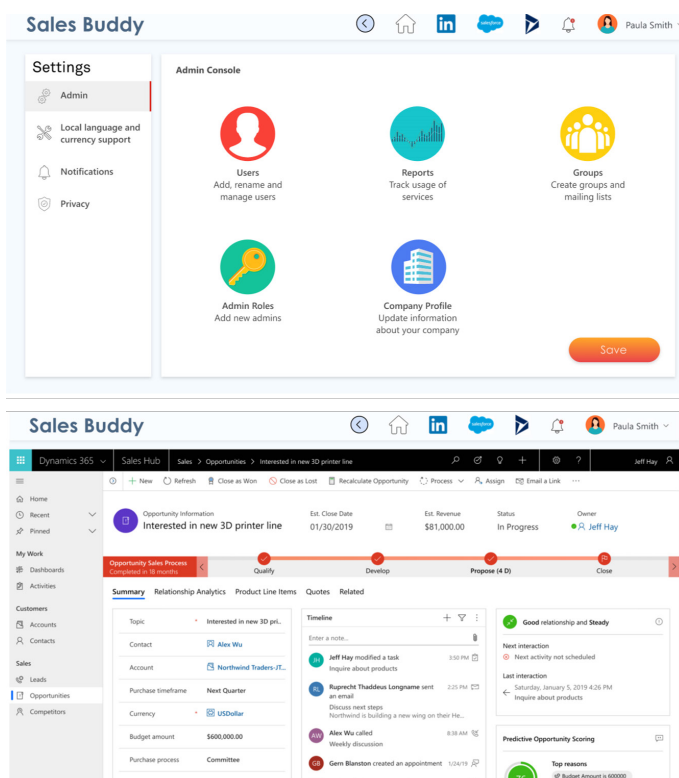 Sales Buddy
in
salesforce
Paula Smith
Settings
Admin
Local language and
currency support
Notifications
Privacy
Admin Console
Users
Add, rename and
manage users
Reports
Track usage of
services
Groups
Create groups and
mailing lists
Admin Roles
Add new admins
Company Profile
Update information
about your company
Save
Sales Buddy
in
salesforce
Paula Smith
Dynamics 365
Sales Hub
Sales > Opportunities > Interested in new 3D printer line
Jeff Hay
Home
Recent
Pinned
My Work
Dashboards
Activities
Customers
Accounts
Contacts
Sales
Leads
Opportunities
Competitors
New
Refresh
Close as Won
Close as Lost
Recalculate Opportunity
Process
Assign
Email a Link
Opportunity Information
Interested in new 3D printer line
Est. Close Date
01/30/2019
Est. Revenue
$81,000.00
Status
In Progress
Owner
Jeff Hay
Opportunity Sales Process
Completed in 18 months
Qualify
Develop
Propose (4 D)
Close
Summary
Relationship Analytics
Product Line Items
Quotes
Related
Topic * Interested in new 3D pri..
Contact Alex Wu
Account Northwind Traders-JT...
Purchase timeframe Next Quarter
Currency * USDollar
Budget amount $600,000.00
Purchase process Committee
Timeline
Enter a note...
JH
Jeff Hay modified a task 3:50 PM
Inquire about products
RL
Ruprecht Thaddeus Longname sent 2:25 PM
an email
Discuss next steps
Northwind is building a new wing on their He...
AW
Alex Wu called 8:38 AM
Weekly discussion
GB
Gern Blanston created an appointment 1/24/19
Good relationship and Steady
Next interaction
Next activity not scheduled
Last interaction
Saturday, January 5, 2019 4:26 PM
Inquire about products
Predictive Opportunity Scoring
Top reasons
Budget Amount is 600000